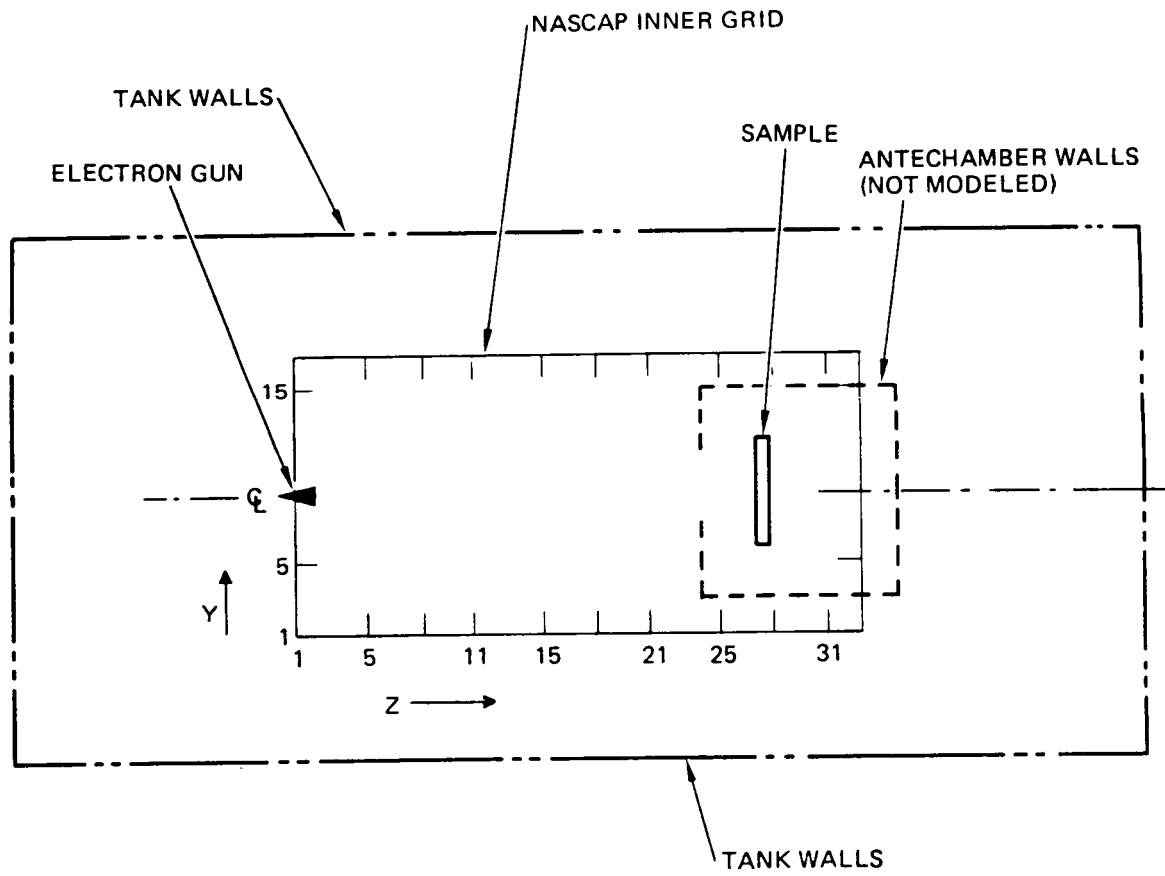 NASCAP INNER GRID
TANK WALLS
SAMPLE
ANTECHAMBER WALLS
(NOT MODELED)
ELECTRON GUN
15
℄
5
Y
1
1 5 11 15 21 25 31
Z
TANK WALLS